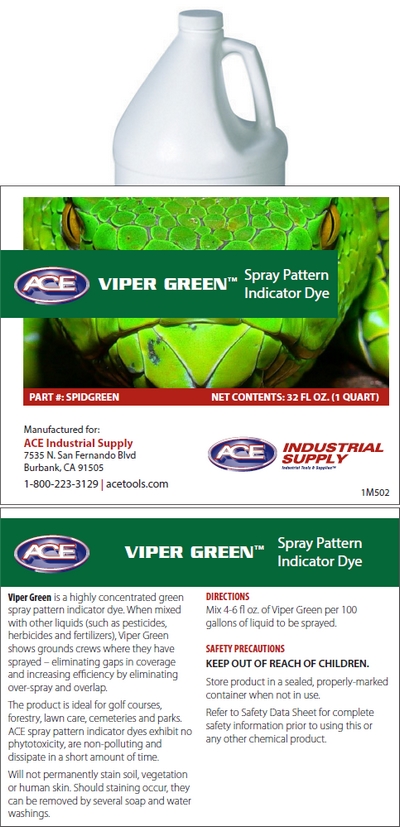 ACE
VIPER GREEN™
Spray Pattern
Indicator Dye
PART #: SPIDGREEN
NET CONTENTS: 32 FL OZ. (1 QUART)
Manufactured for:
ACE Industrial Supply
7535 N. San Fernando Blvd
Burbank, CA 91505
1-800-223-3129 | acetools.com
ACE
INDUSTRIAL
SUPPLY
Industrial Tools & Supplies™
1M502
ACE
VIPER GREEN™
Spray Pattern
Indicator Dye
Viper Green is a highly concentrated green
spray pattern indicator dye. When mixed
with other liquids (such as pesticides,
herbicides and fertilizers), Viper Green
shows grounds crews where they have
sprayed – eliminating gaps in coverage
and increasing efficiency by eliminating
over-spray and overlap.
The product is ideal for golf courses,
forestry, lawn care, cemeteries and parks.
ACE spray pattern indicator dyes exhibit no
phytotoxicity, are non-polluting and
dissipate in a short amount of time.
Will not permanently stain soil, vegetation
or human skin. Should staining occur, they
can be removed by several soap and water
washings.
DIRECTIONS
Mix 4-6 fl oz. of Viper Green per 100
gallons of liquid to be sprayed.
SAFETY PRECAUTIONS
KEEP OUT OF REACH OF CHILDREN.
Store product in a sealed, properly-marked
container when not in use.
Refer to Safety Data Sheet for complete
safety information prior to using this or
any other chemical product.